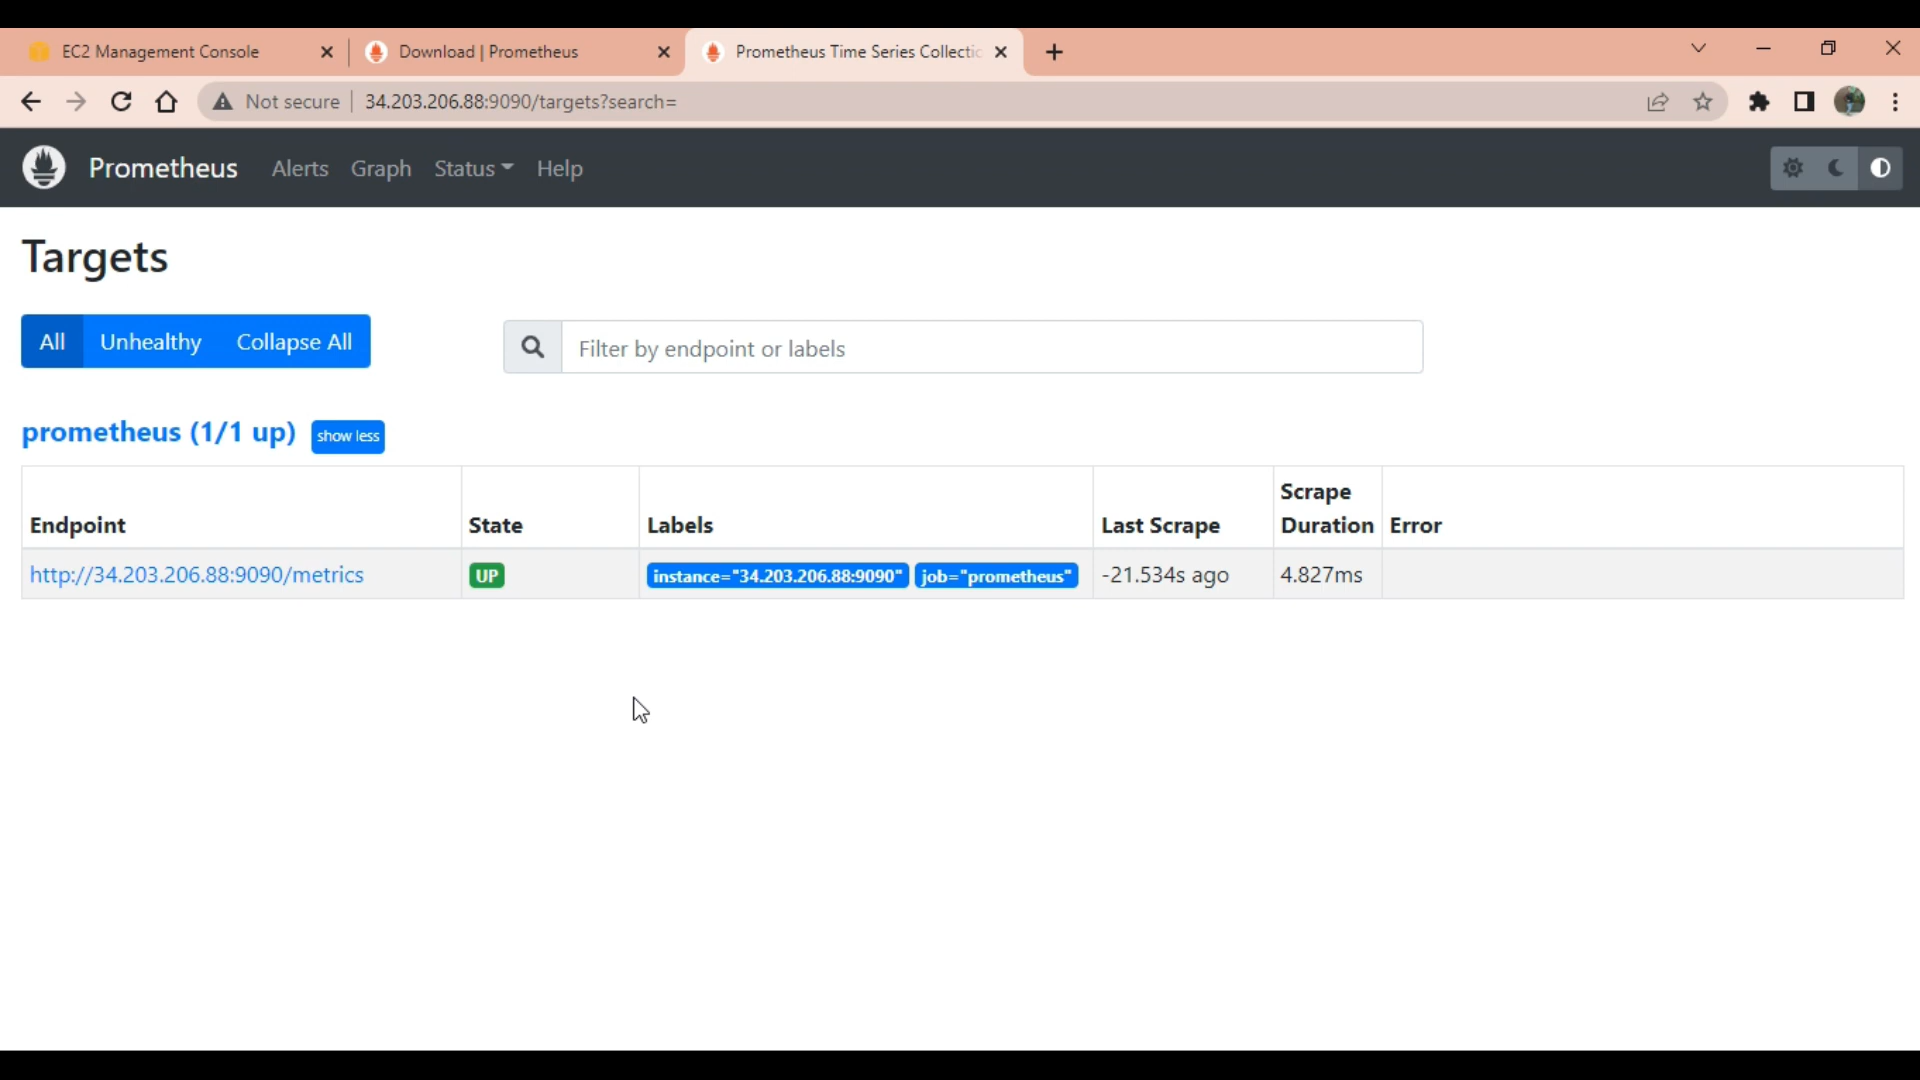 EC2 Management Console
Download | Prometheus
Prometheus Time Series Collectic
Not secure
34.203.206.88:9090/targets?search=
Prometheus
Alerts
Graph
Status
Help
Targets
All
Unhealthy
Collapse All
Filter by endpoint or labels
prometheus (1/1 up)
show less
Endpoint
State
Labels
Last Scrape
Scrape
Duration
Error
http://34.203.206.88:9090/metrics
UP
instance="34.203.206.88:9090"
job="prometheus"
-21.534s ago
4.827ms